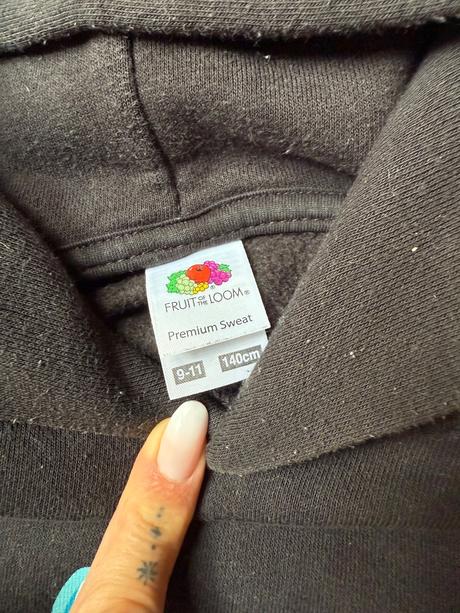 FRUIT OF THE LOOM®
Premium Sweat
9-11 140cm